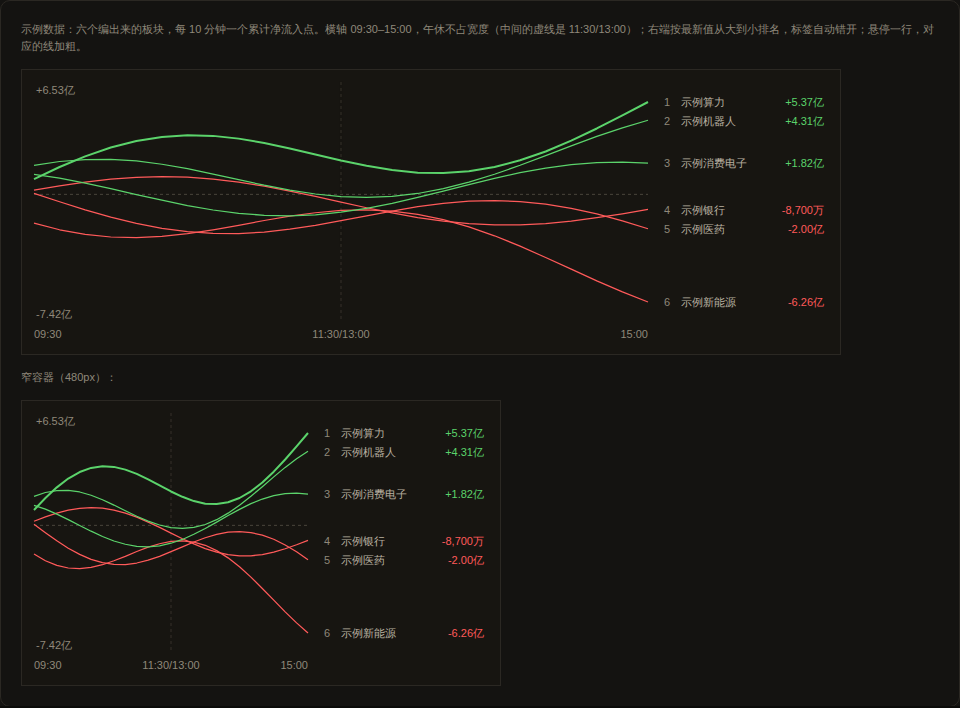 示例数据：六个编出来的板块，每 10 分钟一个累计净流入点。横轴 09:30–15:00，午休不占宽度（中间的虚线是 11:30/13:00）；右端按最新值从大到小排名，标签自动错开；悬停一行，对
应的线加粗。
+6.53亿
1 示例算力 +5.37亿
2 示例机器人 +4.31亿
3 示例消费电子 +1.82亿
4 示例银行 -8,700万
5 示例医药 -2.00亿
6 示例新能源 -6.26亿
-7.42亿
09:30 11:30/13:00 15:00
窄容器（480px）：
+6.53亿
1 示例算力 +5.37亿
2 示例机器人 +4.31亿
3 示例消费电子 +1.82亿
4 示例银行 -8,700万
5 示例医药 -2.00亿
6 示例新能源 -6.26亿
-7.42亿
09:30 11:30/13:00 15:00